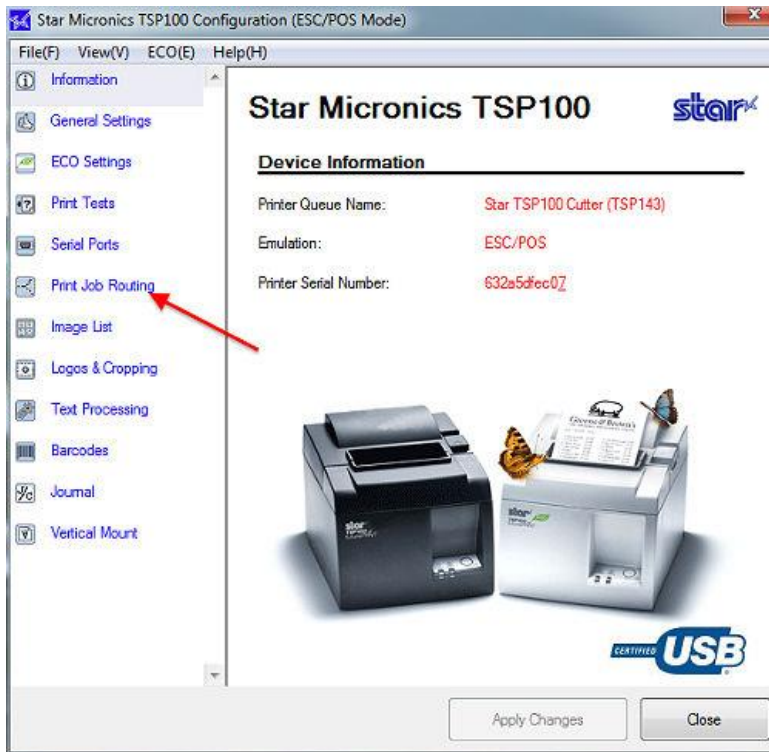 Star Micronics TSP100 Configuration (ESC/POS Mode)
File(F) View(V) ECO(E) Help(H)
Information
General Settings
ECO Settings
Print Tests
Serial Ports
Print Job Routing
Image List
Logos & Cropping
Text Processing
Barcodes
Journal
Vertical Mount
Star Micronics TSP100
star
Device Information
Printer Queue Name: Star TSP100 Cutter (TSP143)
Emulation: ESC/POS
Printer Serial Number: 632a5dfec07
star
star
CERTIFIED USB
Apply Changes
Close